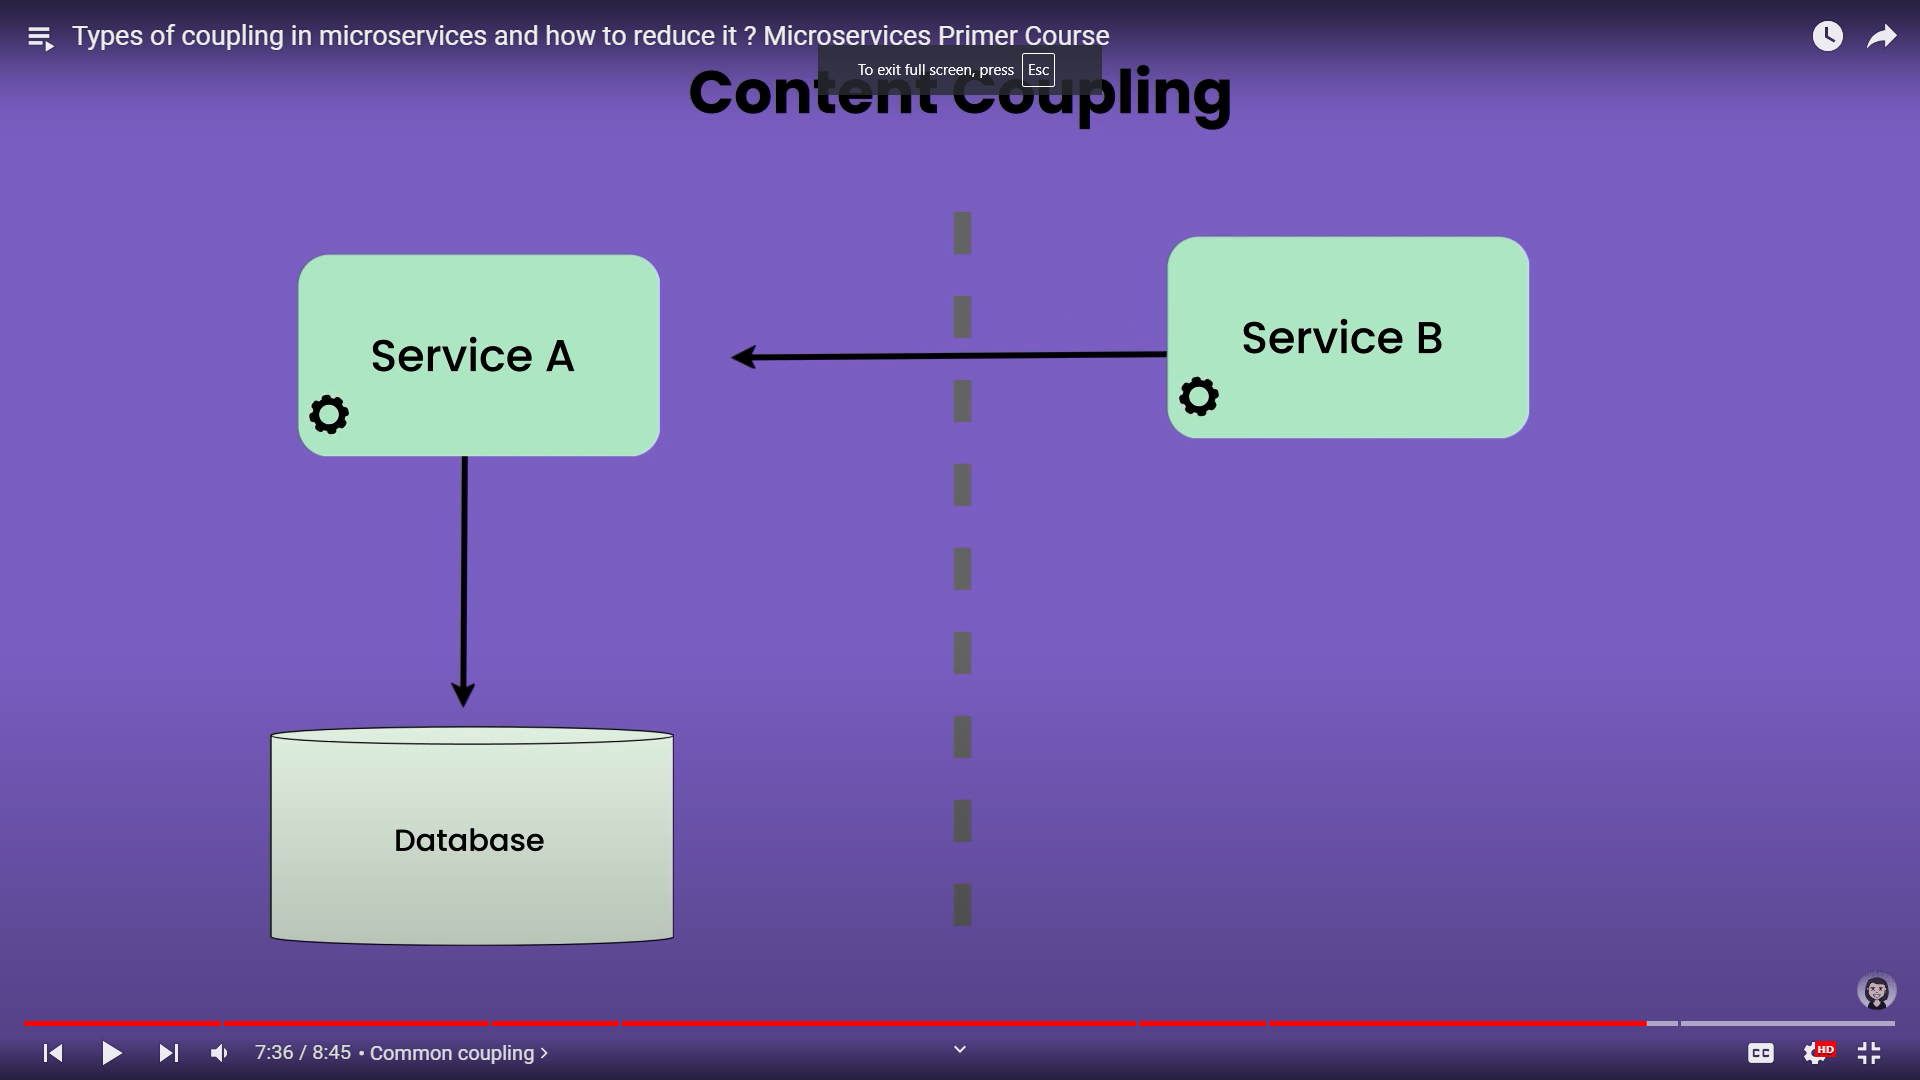 Types of coupling in microservices and how to reduce it ? Microservices Primer Course
To exit full screen, press Esc
Content Coupling
Service A
Service B
Database
7:36 / 8:45 • Common coupling >
CC
HD